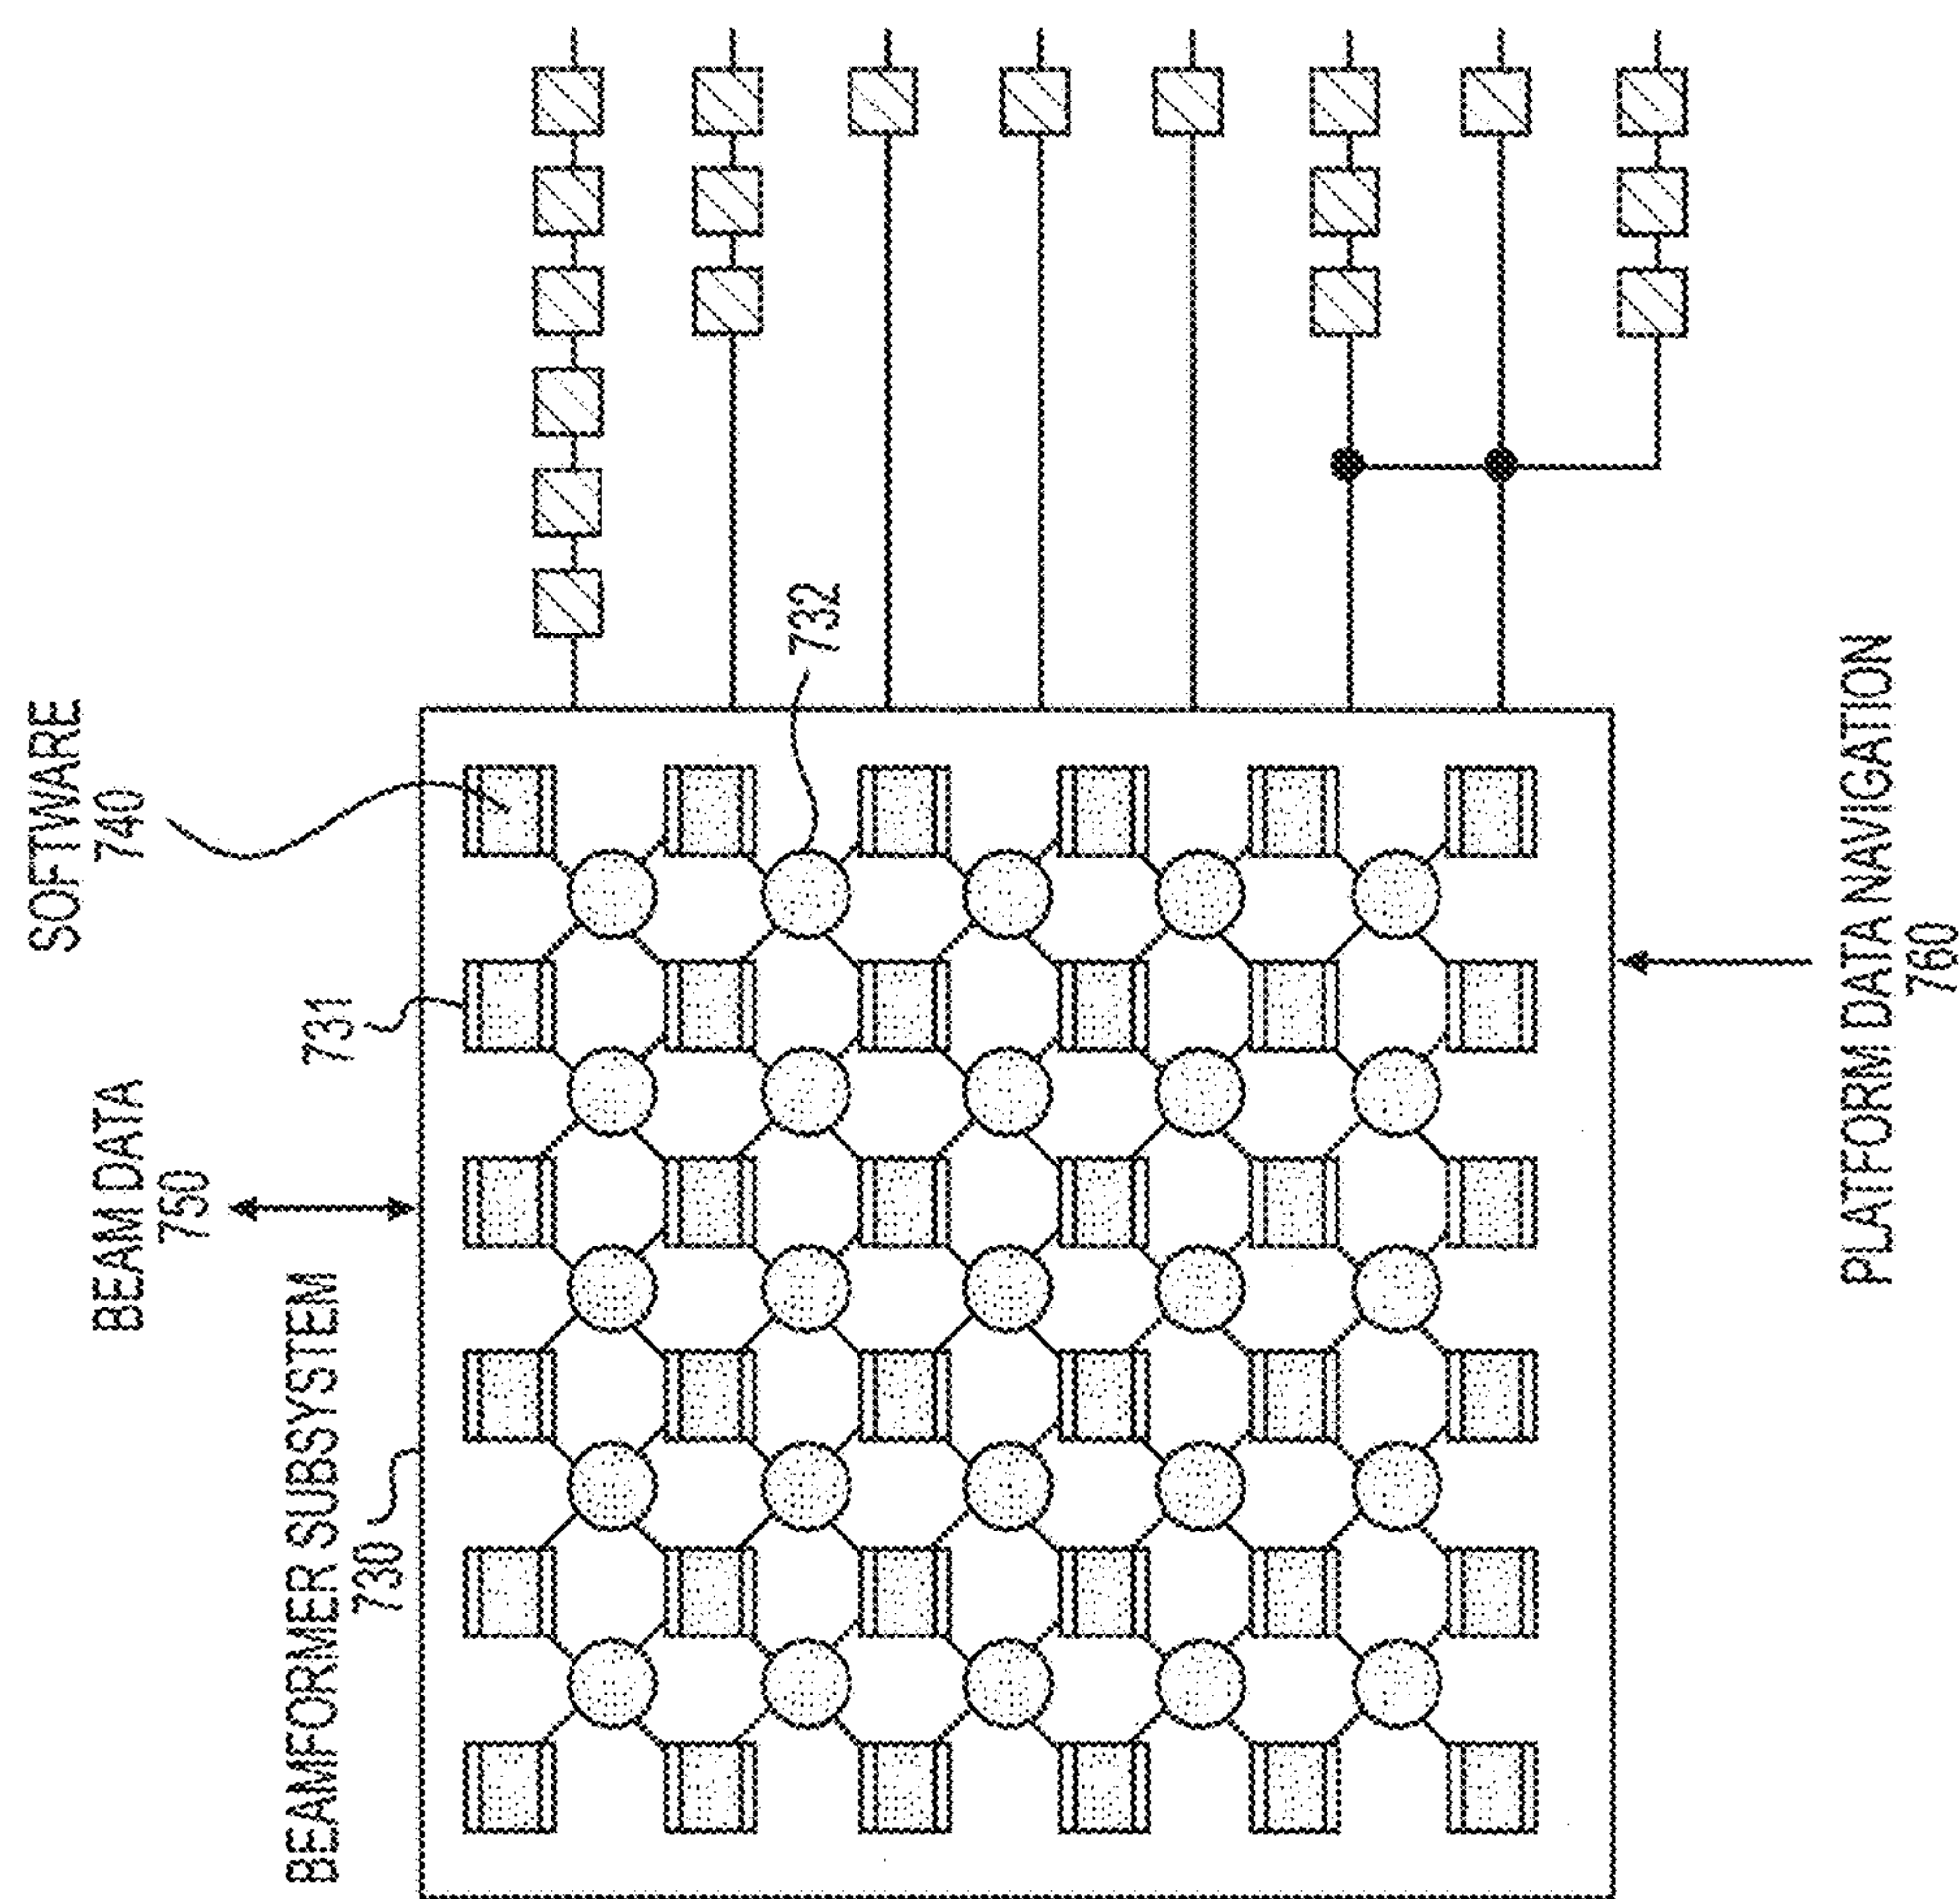 SOFTWARE
740
BEAM DATA
750
731
732
BEAMFORMER SUBSYSTEM
730
PLATFORM DATA NAVIGATION
760